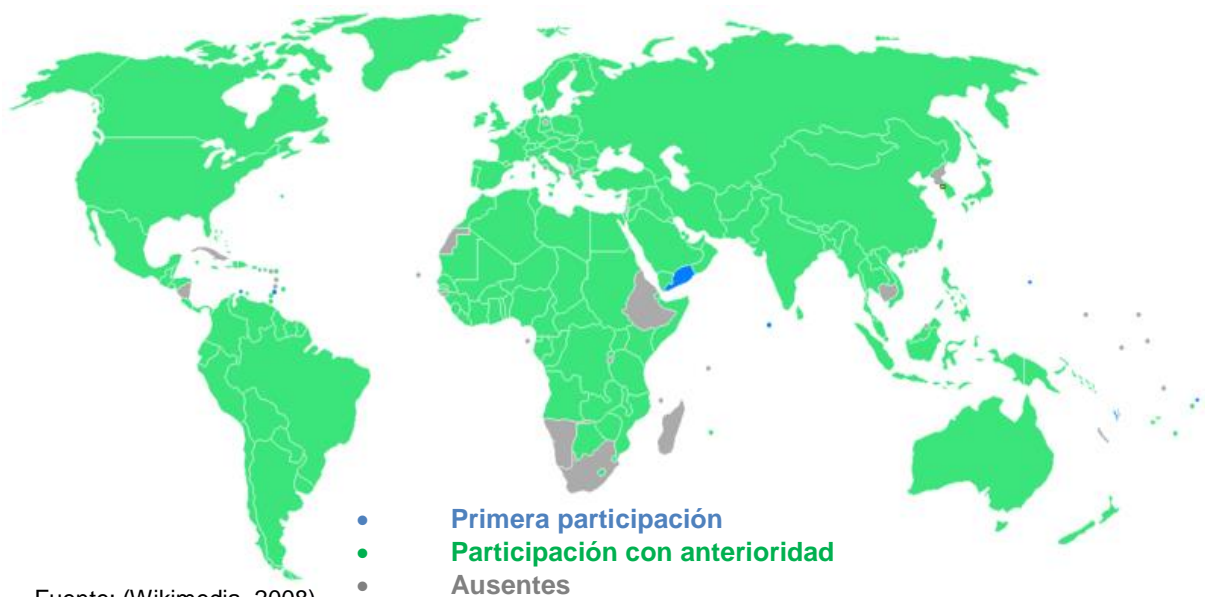 • Primera participación
• Participación con anterioridad
• Ausentes
Fuente: (Wikimedia, 2008)